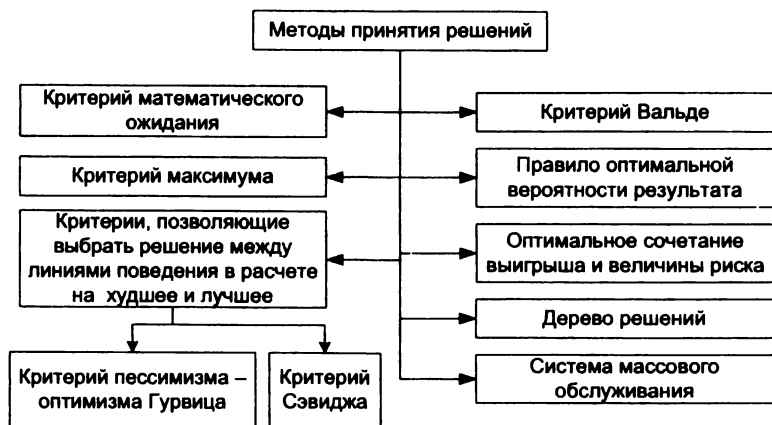 Методы принятия решений
Критерий математического
ожидания
Критерий Вальде
Критерий максимума
Правило оптимальной
вероятности результата
Критерии, позволяющие
выбрать решение между
линиями поведения в расчете
на худшее и лучшее
Оптимальное сочетание
выигрыша и величины риска
Дерево решений
Критерий пессимизма –
оптимизма Гурвица
Критерий
Сэвиджа
Система массового
обслуживания